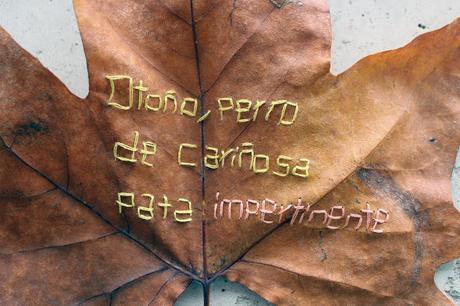 Otoño, perro
de cariñosa
pata impertinente